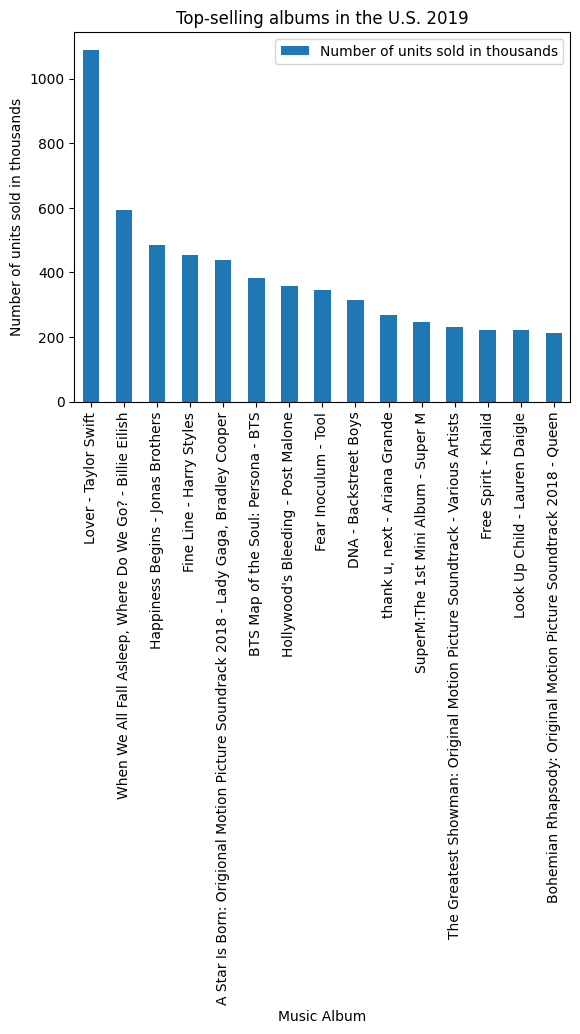 Top-selling albums in the U.S. 2019
Number of units sold in thousands
Number of units sold in thousands
1000
800
600
400
200
0
Lover - Taylor Swift
When We All Fall Asleep, Where Do We Go? - Billie Eilish
Happiness Begins - Jonas Brothers
Fine Line - Harry Styles
A Star Is Born: Origional Motion Picture Soundrack 2018 - Lady Gaga, Bradley Cooper
BTS Map of the Soul: Persona - BTS
Hollywood's Bleeding - Post Malone
Fear Inoculum - Tool
DNA - Backstreet Boys
thank u, next - Ariana Grande
SuperM:The 1st Mini Album - Super M
The Greatest Showman: Original Motion Picture Soundtrack - Various Artists
Free Spirit - Khalid
Look Up Child - Lauren Daigle
Bohemian Rhapsody: Original Motion Picture Soundtrack 2018 - Queen
Music Album